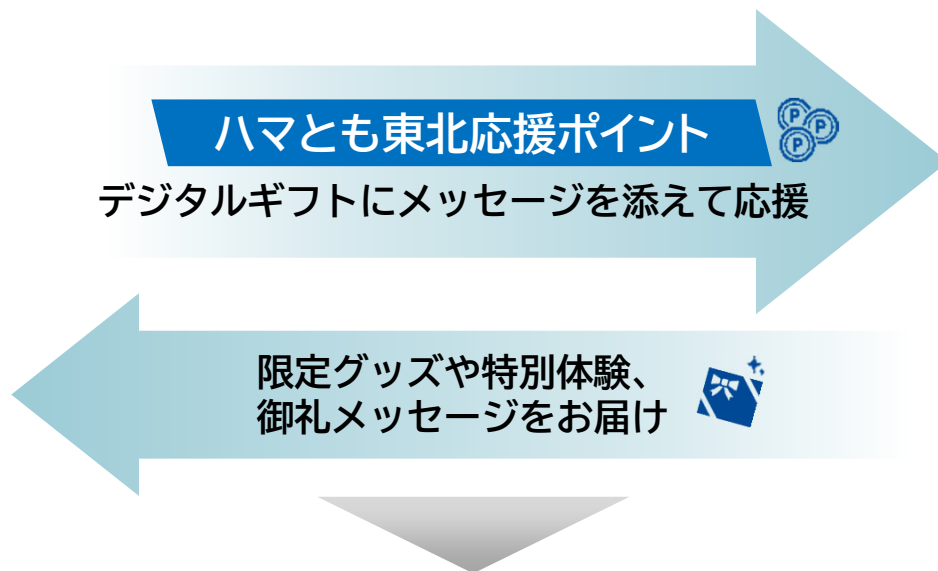 ハマとも東北応援ポイント
デジタルギフトにメッセージを添えて応援
限定グッズや特別体験、
御礼メッセージをお届け